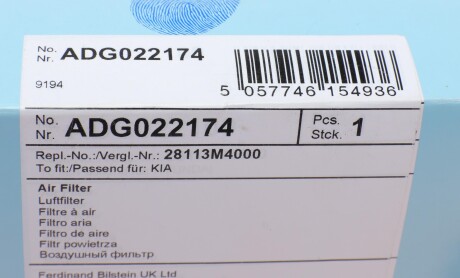 No.
Nr. ADG022174
9194
5 057746 154936
No.
Nr. ADG022174
Pcs.
Stck. 1
Repl.-No.:/Vergl.-Nr.: 28113M4000
To fit:/Passend für: KIA
Air Filter
Luftfilter
Filtre à air
Filtro aria
Filtro de aire
Filtr powietrza
Воздушный фильтр
Ferdinand Bilstein UK Ltd